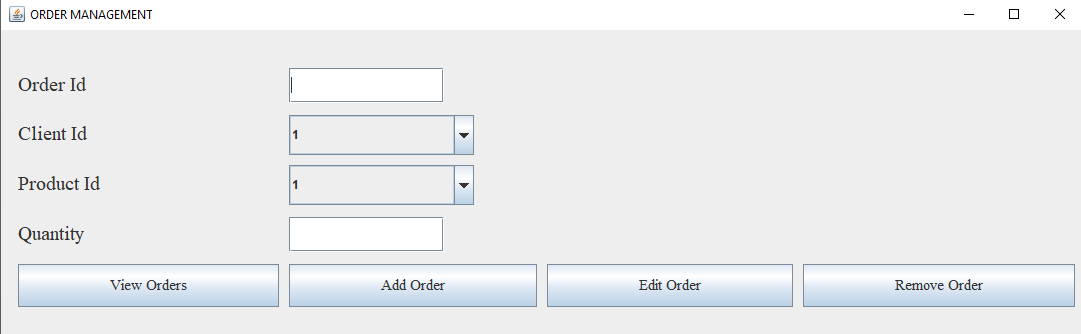 ORDER MANAGEMENT
Order Id
Client Id 1
Product Id 1
Quantity
View Orders Add Order Edit Order Remove Order